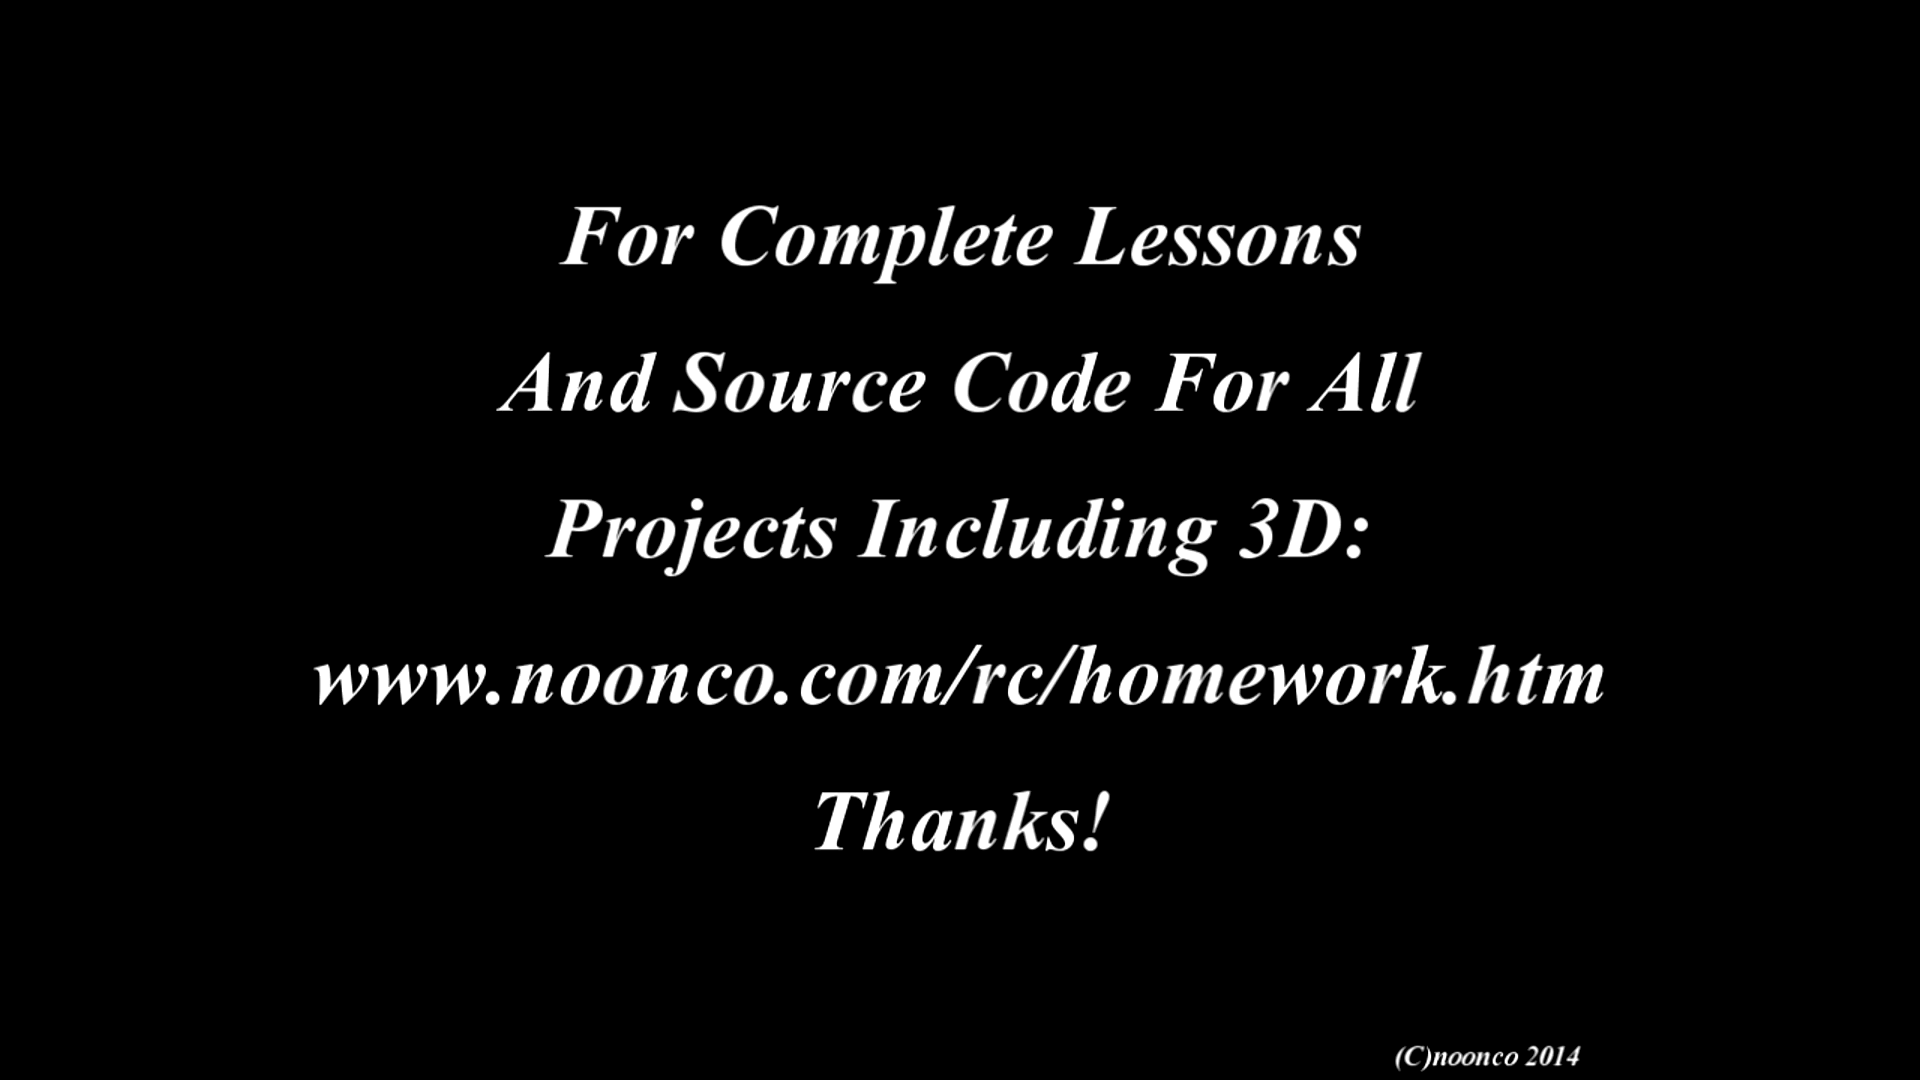 For Complete Lessons
And Source Code For All
Projects Including 3D:
www.noonco.com/rc/homework.htm
Thanks!
(C)noonco 2014